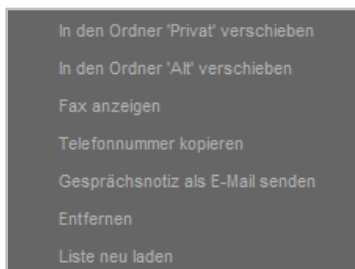 In den Ordner 'Privat' verschieben
In den Ordner 'Alt' verschieben
Fax anzeigen
Telefonnummer kopieren
Gesprächsnotiz als E-Mail senden
Entfernen
Liste neu laden